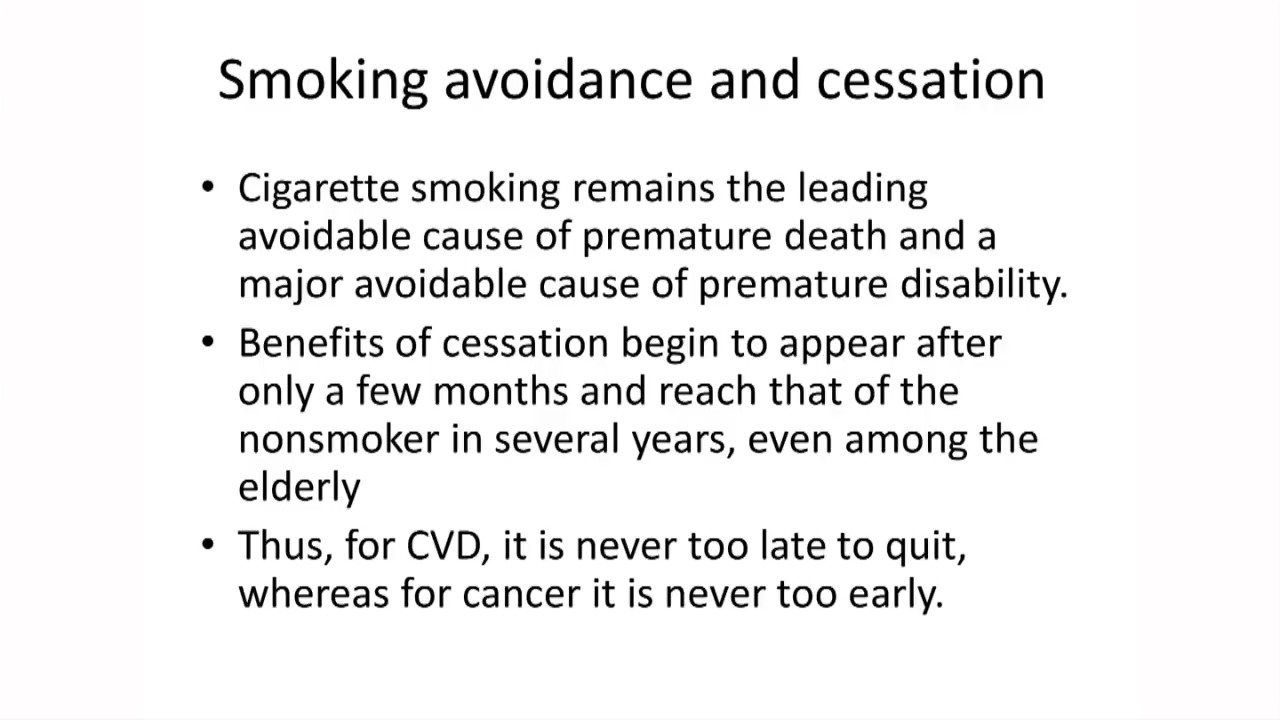 Smoking avoidance and cessation
• Cigarette smoking remains the leading
avoidable cause of premature death and a
major avoidable cause of premature disability.
• Benefits of cessation begin to appear after
only a few months and reach that of the
nonsmoker in several years, even among the
elderly
• Thus, for CVD, it is never too late to quit,
whereas for cancer it is never too early.